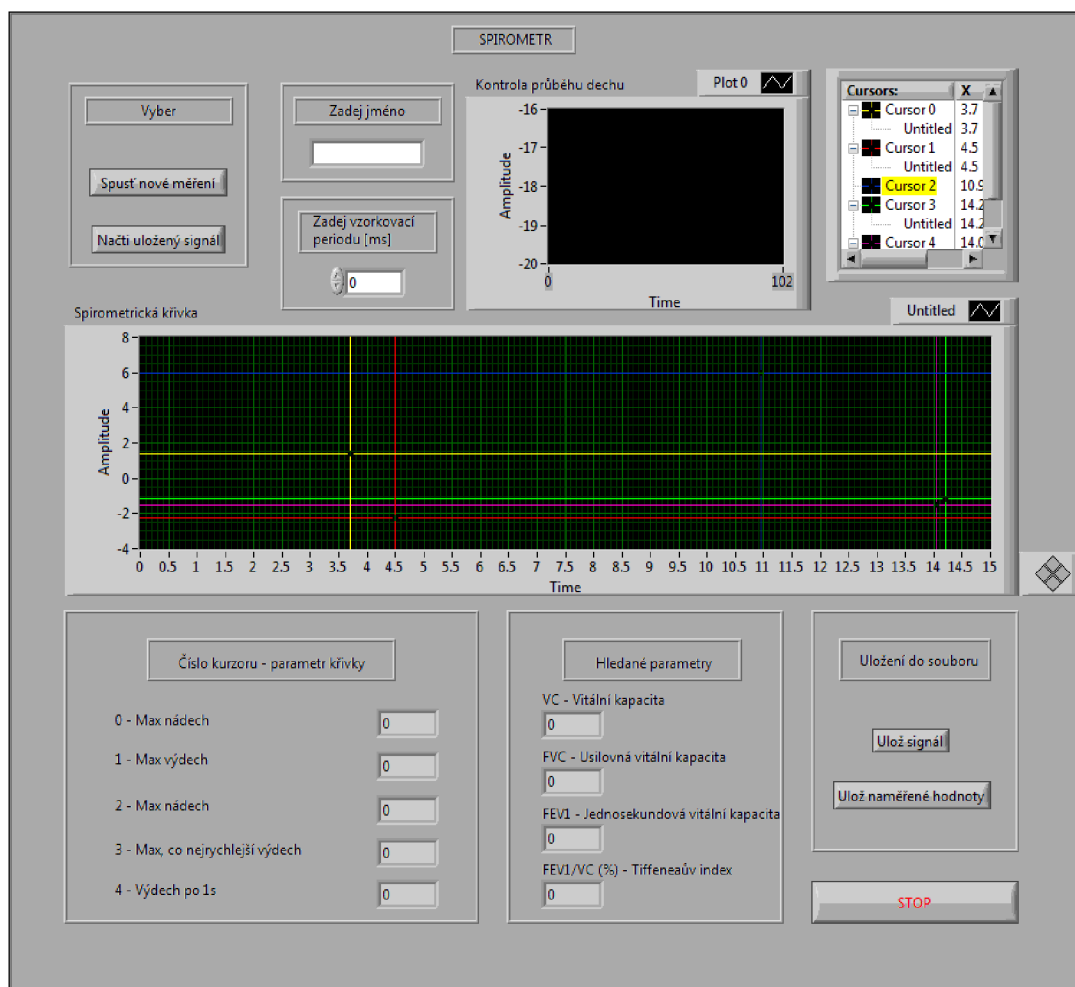 SPIROMETR
Vyber
Spusť nové měření
Načti uložený signál
Zadej jméno
Zadej vzorkovací
periodu [ms]
0
Kontrola průběhu dechu
Plot 0
-16
-17
-18
-19
-20
Amplitude
0
102
Time
Cursors: X
Cursor 0 3.7
Untitled 3.7
Cursor 1 4.5
Untitled 4.5
Cursor 2 10.9
Cursor 3 14.2
Untitled 14.2
Cursor 4 14.0
Spirometrická křivka
Untitled
8
6
4
2
0
-2
-4
Amplitude
0 0.5 1 1.5 2 2.5 3 3.5 4 4.5 5 5.5 6 6.5 7 7.5 8 8.5 9 9.5 10 10.5 11 11.5 12 12.5 13 13.5 14 14.5 15
Time
Číslo kurzoru - parametr křivky
0 - Max nádech 0
1 - Max výdech 0
2 - Max nádech 0
3 - Max, co nejrychlejší výdech 0
4 - Výdech po 1s 0
Hledané parametry
VC - Vitální kapacita
0
FVC - Usilovná vitální kapacita
0
FEV1 - Jednosekundová vitální kapacita
0
FEV1/VC (%) - Tiffeneaův index
0
Uložení do souboru
Ulož signál
Ulož naměřené hodnoty
STOP